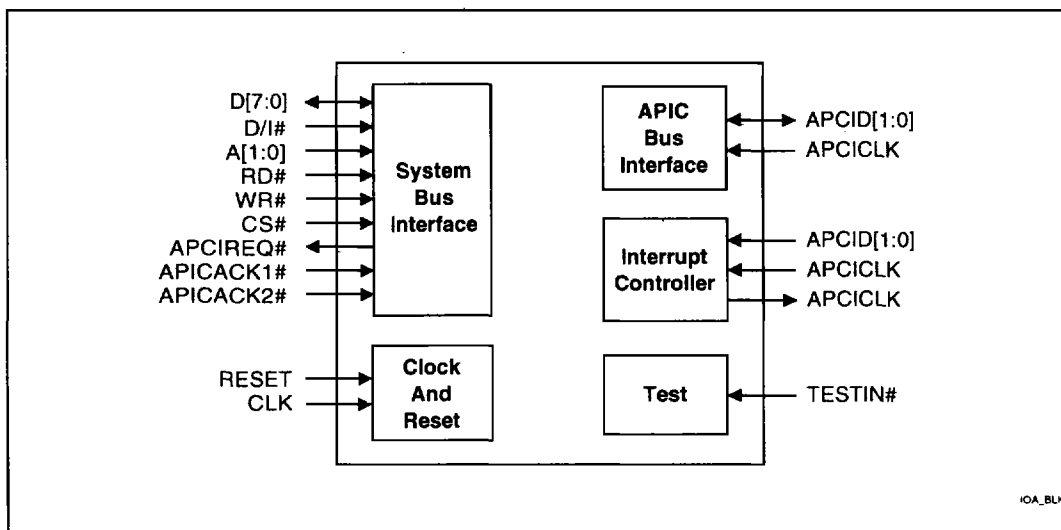 D[7:0]
D/I#
A[1:0]
RD#
WR#
CS#
APCIREQ#
APICACK1#
APICACK2#
System
Bus
Interface
RESET
CLK
Clock
And
Reset
APIC
Bus
Interface
APCID[1:0]
APCICLK
Interrupt
Controller
APCID[1:0]
APCICLK
APCICLK
Test
TESTIN#
IOA_BLK